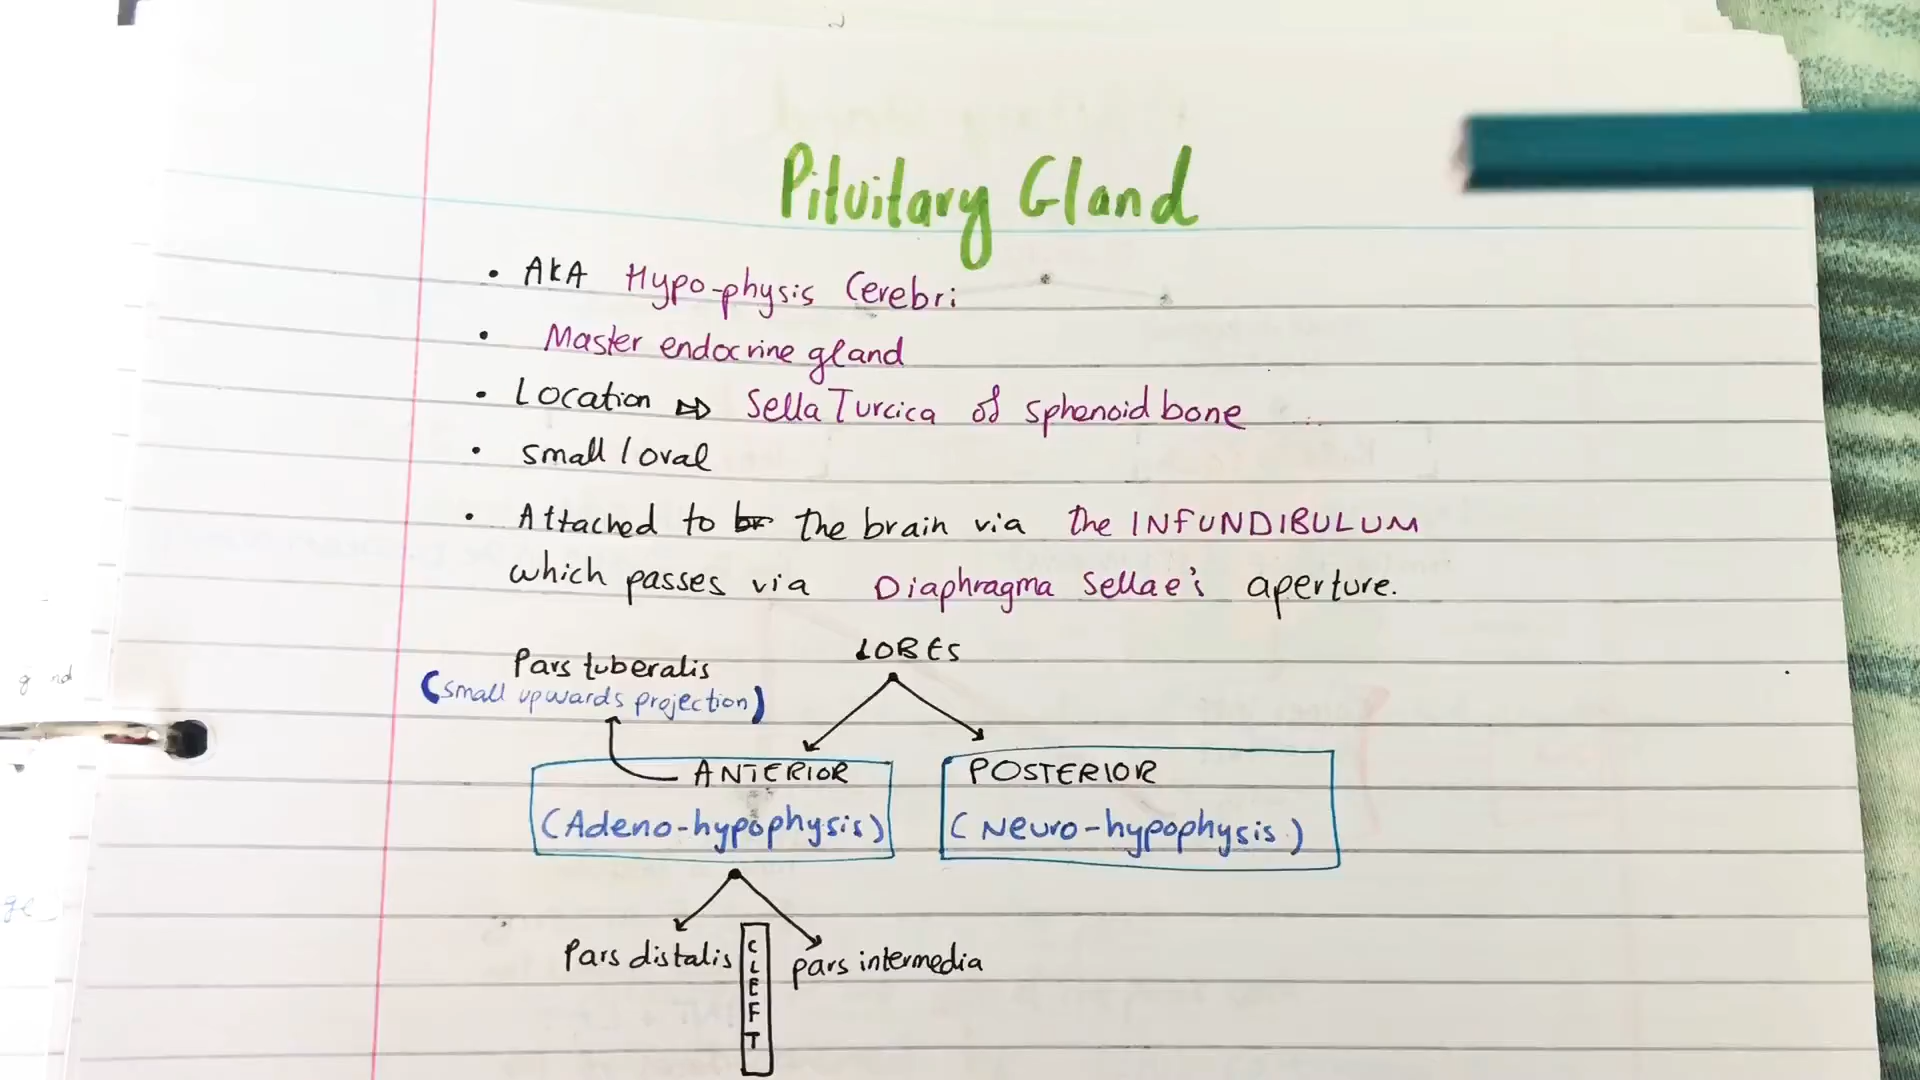 Pituitary Gland
• AKA Hypo-physis Cerebri
• Master endocrine gland
• Location ⇨ Sella Turcica of sphenoid bone
• small / oval
• Attached to br the brain via the INFUNDIBULUM
which passes via Diaphragma Sellae's aperture.
LOBES
Pars tuberalis
(small upwards projection)
ANTERIOR
(Adeno-hypophysis)
POSTERIOR
(Neuro-hypophysis)
Pars distalis
CLEFT
pars intermedia